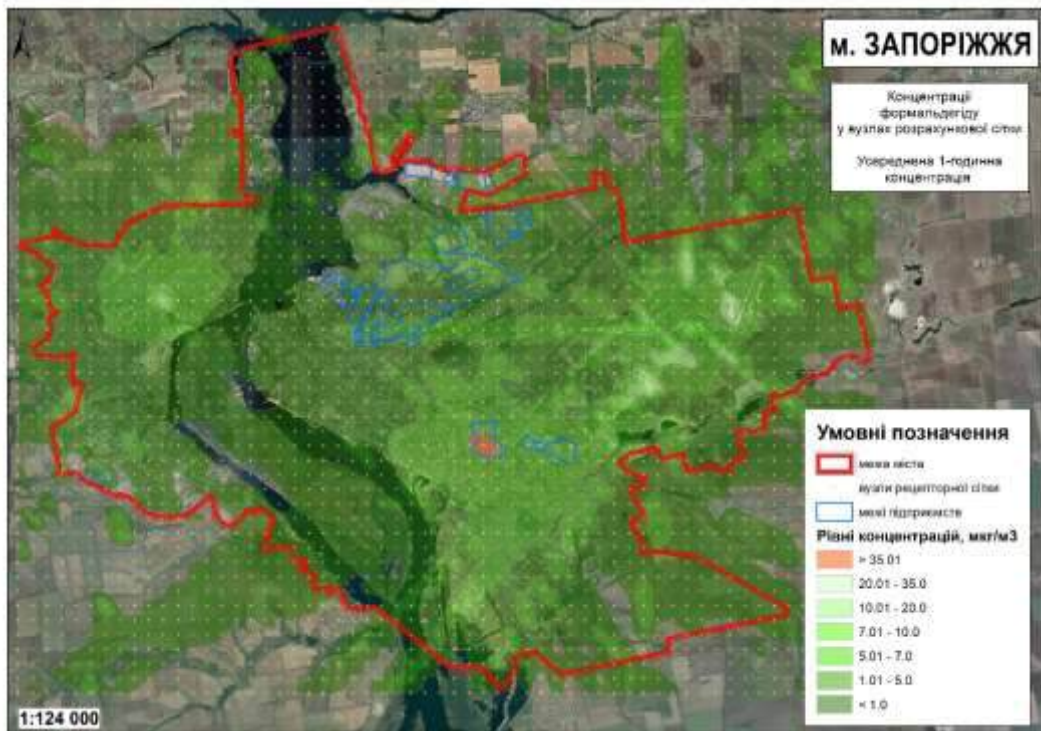 м. ЗАПОРІЖЖЯ
Концентрації
формальдегіду
у вузлах розрахункової сітки
Усереднена 1-годинна
концентрація
Умовні позначення
межа міста
вузли рецепторної сітки
межі підприємств
Рівні концентрацій, мкг/м3
> 35.01
20.01 - 35.0
10.01 - 20.0
7.01 - 10.0
5.01 - 7.0
1.01 - 5.0
< 1.0
1:124 000